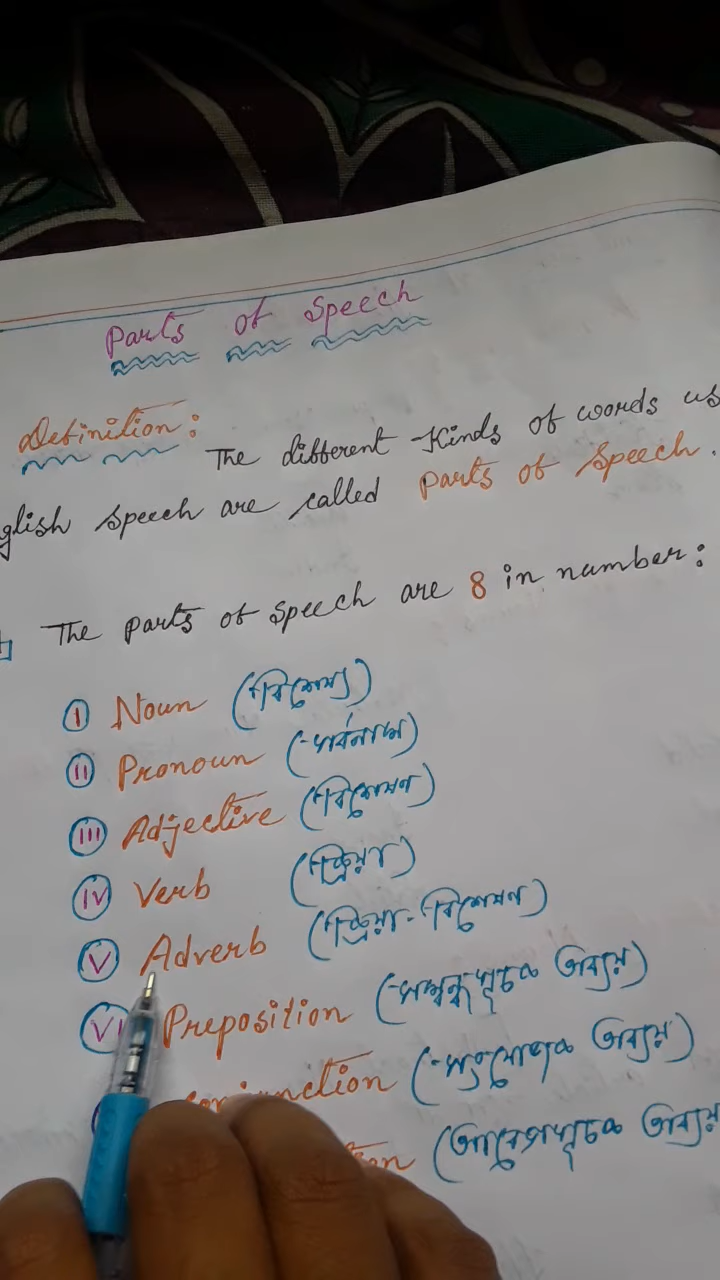 Parts of Speech
Definition:
The different kinds of words us
glish speech are called Parts of Speech.
The parts of speech are 8 in number:
I Noun (বিশেষ্য)
II Pronoun (সর্বনাম)
III Adjective (বিশেষণ)
IV Verb (ক্রিয়া)
V Adverb (ক্রিয়া-বিশেষণ)
VI Preposition (সম্বন্ধসূচক অব্যয়)
conjunction (সংযোজক অব্যয়)
(আবেগসূচক অব্যয়